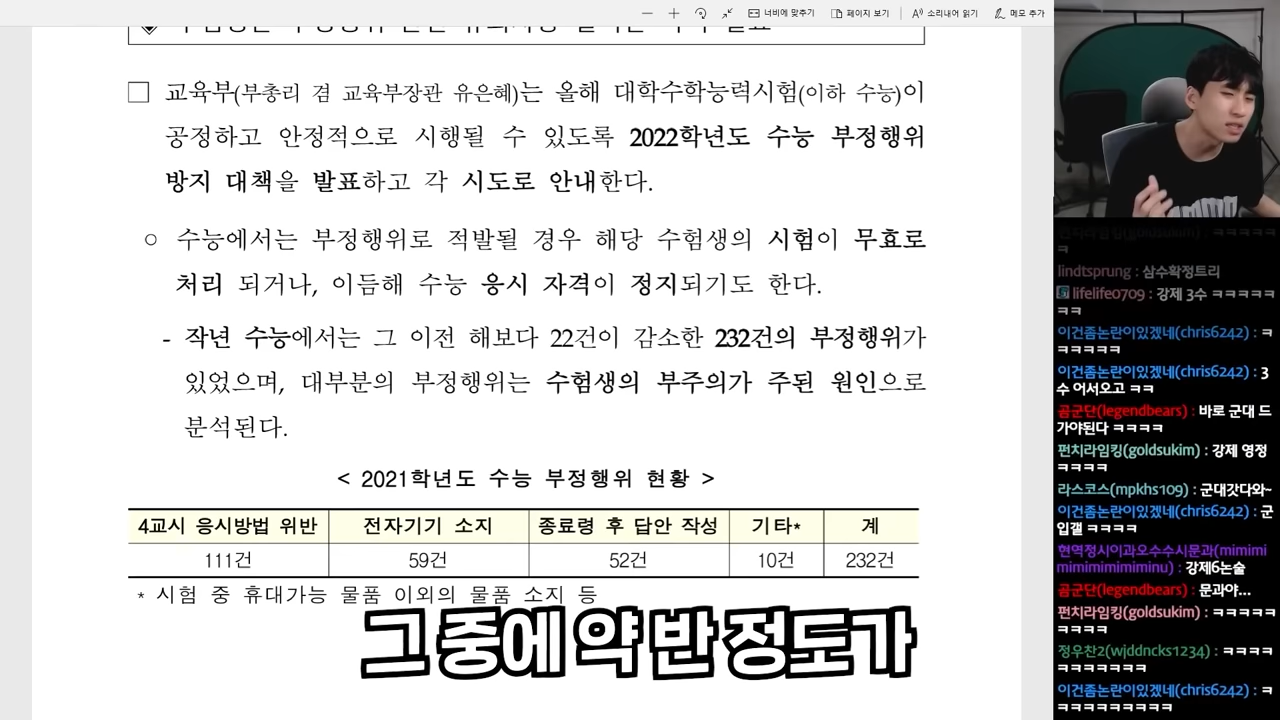 너비에 맞추기
페이지 보기
소리내어 읽기
메모 추가
□ 교육부(부총리 겸 교육부장관 유은혜)는 올해 대학수학능력시험(이하 수능)이
공정하고 안정적으로 시행될 수 있도록 2022학년도 수능 부정행위
방지 대책을 발표하고 각 시도로 안내한다.
○ 수능에서는 부정행위로 적발될 경우 해당 수험생의 시험이 무효로
처리 되거나, 이듬해 수능 응시 자격이 정지되기도 한다.
- 작년 수능에서는 그 이전 해보다 22건이 감소한 232건의 부정행위가
있었으며, 대부분의 부정행위는 수험생의 부주의가 주된 원인으로
분석된다.
< 2021학년도 수능 부정행위 현황 >
4교시 응시방법 위반 전자기기 소지 종료령 후 답안 작성 기타* 계
111건 59건 52건 10건 232건
* 시험 중 휴대가능 물품 이외의 물품 소지 등
그 중에 약 반 정도가
ㅋ
lindtsprung : 삼수확정트리
lifelife0709 : 강제 3수 ㅋㅋㅋㅋㅋ
ㅋㅋ
이건좀논란이있겠네(chris6242) : ㅋ
ㅋㅋㅋㅋㅋ
이건좀논란이있겠네(chris6242) : 3
수 어서오고 ㅋㅋ
곰군단(legendbears) : 바로 군대 드
가야된다 ㅋㅋㅋㅋ
펀치라임킹(goldsukim) : 강제 영정
ㅋㅋㅋㅋ
라스코스(mpkhs109) : 군대갓다와~
이건좀논란이있겠네(chris6242) : 군
입갤 ㅋㅋㅋㅋ
현역정시이과오수수시문과(mimimi
mimimimimiminu) : 강제6논술
곰군단(legendbears) : 문과야...
펀치라임킹(goldsukim) : ㅋㅋㅋㅋㅋ
ㅋㅋㅋㅋ
정우찬2(wjddncks1234) : ㅋㅋㅋㅋ
ㅋㅋㅋㅋㅋㅋㅋ
이건좀논란이있겠네(chris6242) : ㅋ
ㅋㅋㅋㅋㅋㅋㅋㅋㅋ